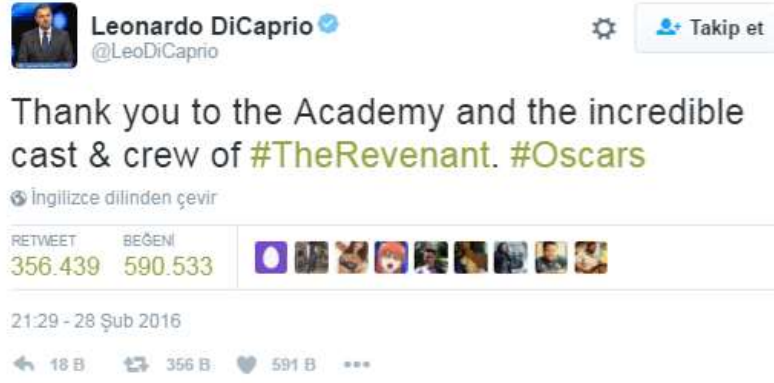 Leonardo DiCaprio
@LeoDiCaprio
Takip et
Thank you to the Academy and the incredible
cast & crew of #TheRevenant. #Oscars
İngilizce dilinden çevir
RETWEET BEĞENİ
356.439 590.533
21:29 - 28 Şub 2016
18 B 356 B 591 B